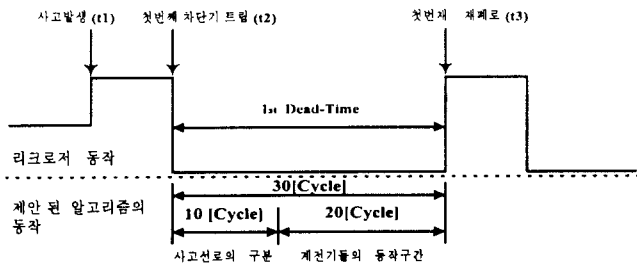 사고발생 (t1) 첫번째 차단기 트립 (t2) 첫번재 재폐로 (t3)
1st Dead-Time
리크로저 동작
30[Cycle]
제안 된 알고리즘의
동작
10 [Cycle] 20[Cycle]
사고선로의 구분 계전기들의 동작구간